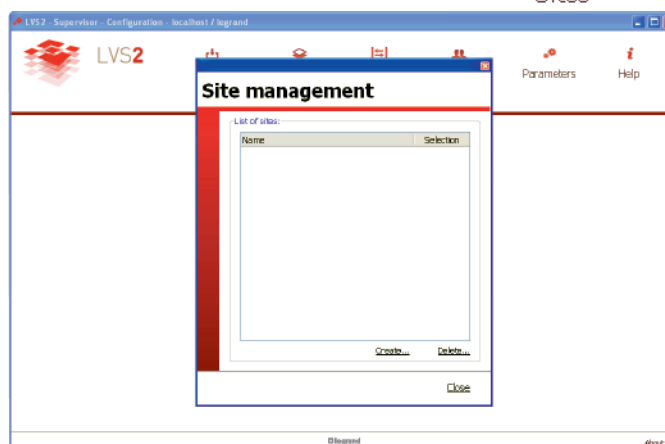 LVS2 - Supervisor - Configuration - localhost / legrand
LVS2
Parameters
Help
Site management
List of sites:
Name
Selection
Create...
Delete...
Close
legrand
About